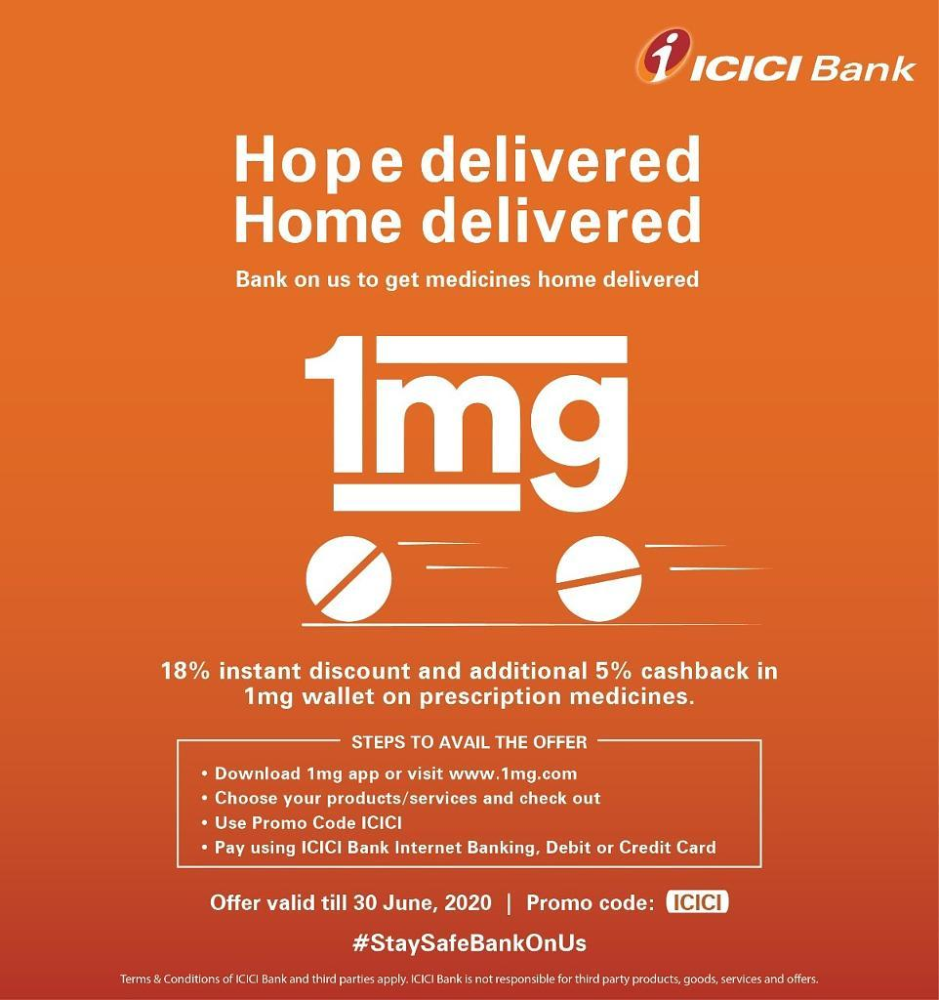 i ICICI Bank
Hope delivered
Home delivered
Bank on us to get medicines home delivered
1mg
18% instant discount and additional 5% cashback in
1mg wallet on prescription medicines.
STEPS TO AVAIL THE OFFER
• Download 1mg app or visit www.1mg.com
• Choose your products/services and check out
• Use Promo Code ICICI
• Pay using ICICI Bank Internet Banking, Debit or Credit Card
Offer valid till 30 June, 2020 | Promo code: ICICI
#StaySafeBankOnUs
Terms & Conditions of ICICI Bank and third parties apply. ICICI Bank is not responsible for third party products, goods, services and offers.